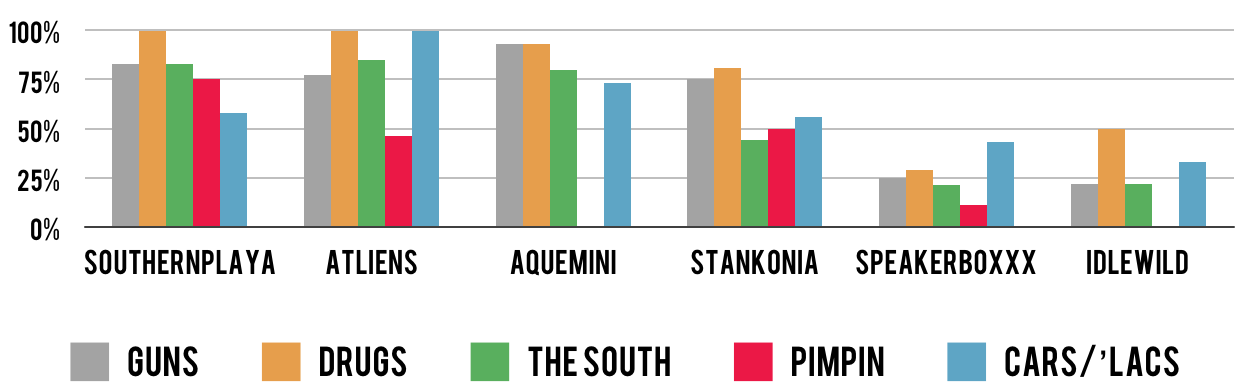 100%
75%
50%
25%
0%
SOUTHERNPLAYA ATLIENS AQUEMINI STANKONIA SPEAKERBOXXX IDLEWILD
GUNS DRUGS THE SOUTH PIMPIN CARS/'LACS